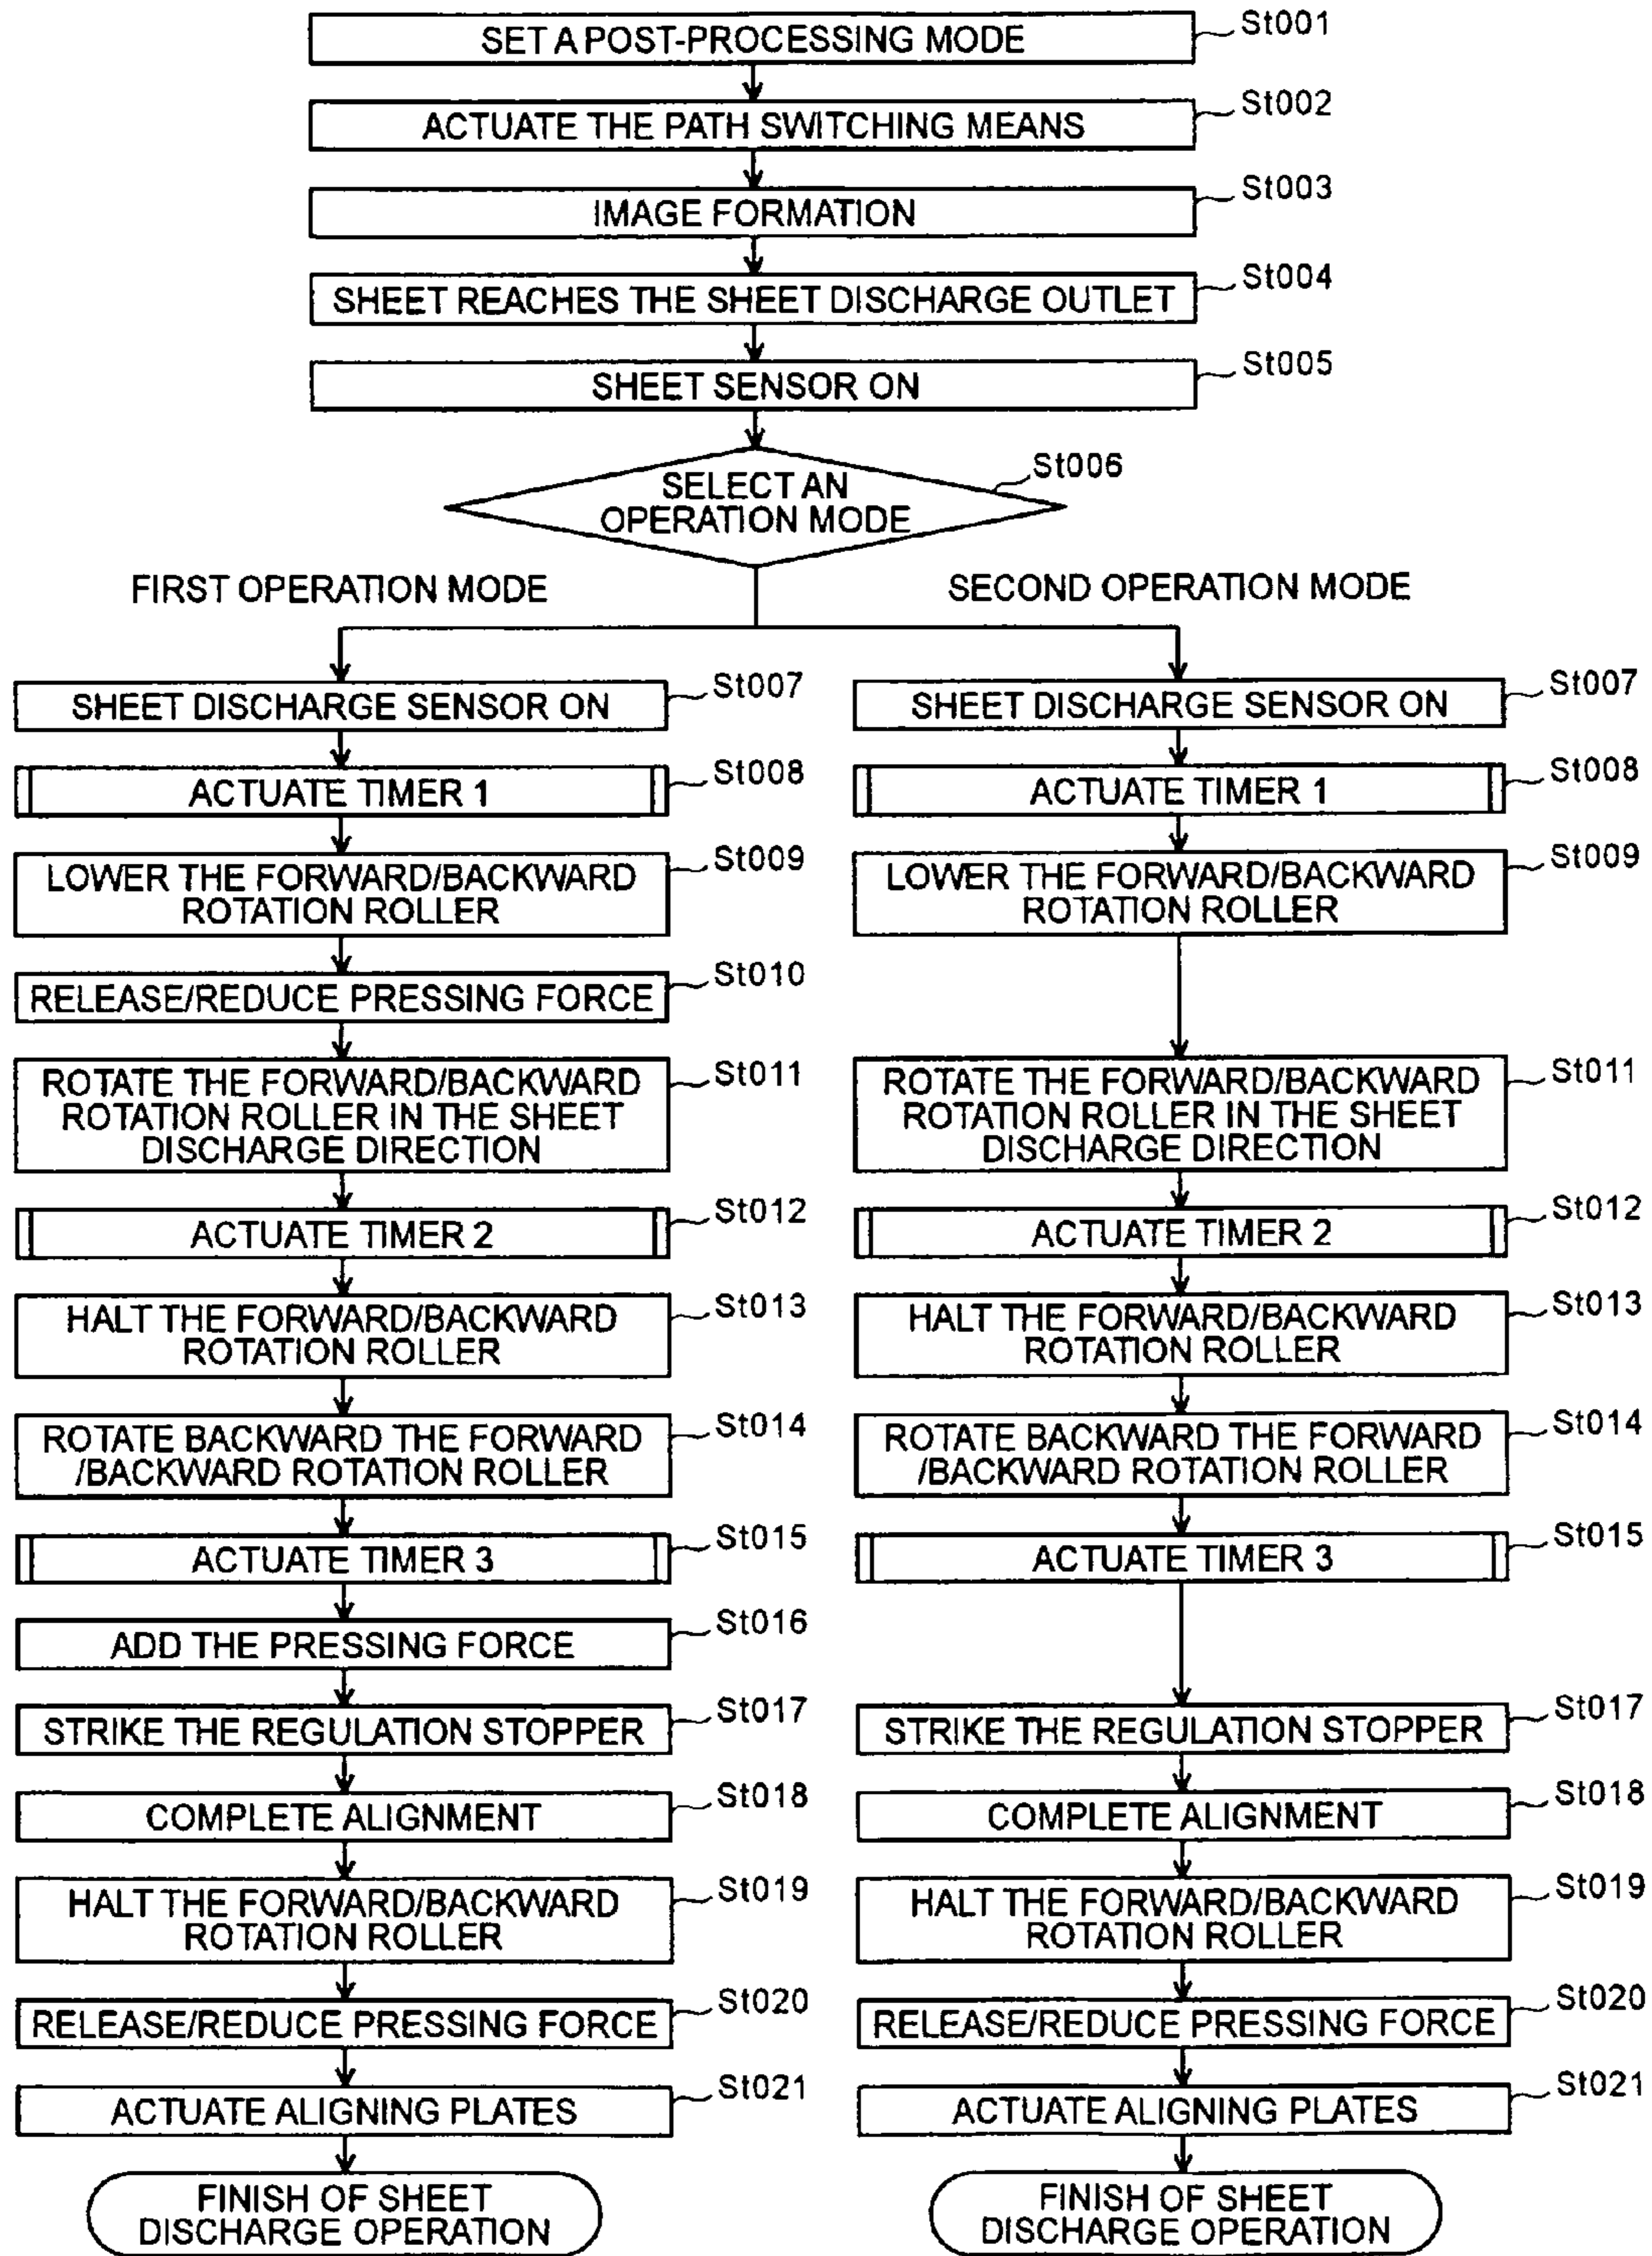 SET A POST-PROCESSING MODE
St001
ACTUATE THE PATH SWITCHING MEANS
St002
IMAGE FORMATION
St003
SHEET REACHES THE SHEET DISCHARGE OUTLET
St004
SHEET SENSOR ON
St005
SELECT AN
OPERATION MODE
St006
FIRST OPERATION MODE
SHEET DISCHARGE SENSOR ON
St007
ACTUATE TIMER 1
St008
LOWER THE FORWARD/BACKWARD
ROTATION ROLLER
St009
RELEASE/REDUCE PRESSING FORCE
St010
ROTATE THE FORWARD/BACKWARD
ROTATION ROLLER IN THE SHEET
DISCHARGE DIRECTION
St011
ACTUATE TIMER 2
St012
HALT THE FORWARD/BACKWARD
ROTATION ROLLER
St013
ROTATE BACKWARD THE FORWARD
/BACKWARD ROTATION ROLLER
St014
ACTUATE TIMER 3
St015
ADD THE PRESSING FORCE
St016
STRIKE THE REGULATION STOPPER
St017
COMPLETE ALIGNMENT
St018
HALT THE FORWARD/BACKWARD
ROTATION ROLLER
St019
RELEASE/REDUCE PRESSING FORCE
St020
ACTUATE ALIGNING PLATES
St021
FINISH OF SHEET
DISCHARGE OPERATION
SECOND OPERATION MODE
SHEET DISCHARGE SENSOR ON
St007
ACTUATE TIMER 1
St008
LOWER THE FORWARD/BACKWARD
ROTATION ROLLER
St009
ROTATE THE FORWARD/BACKWARD
ROTATION ROLLER IN THE SHEET
DISCHARGE DIRECTION
St011
ACTUATE TIMER 2
St012
HALT THE FORWARD/BACKWARD
ROTATION ROLLER
St013
ROTATE BACKWARD THE FORWARD
/BACKWARD ROTATION ROLLER
St014
ACTUATE TIMER 3
St015
STRIKE THE REGULATION STOPPER
St017
COMPLETE ALIGNMENT
St018
HALT THE FORWARD/BACKWARD
ROTATION ROLLER
St019
RELEASE/REDUCE PRESSING FORCE
St020
ACTUATE ALIGNING PLATES
St021
FINISH OF SHEET
DISCHARGE OPERATION